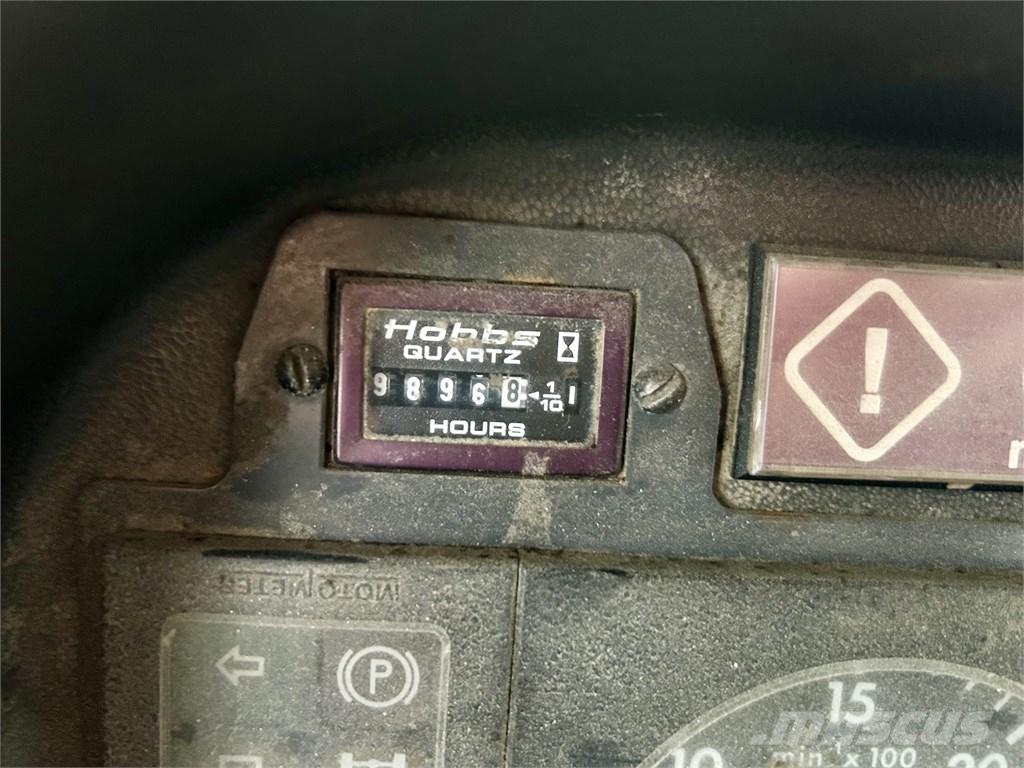 Hobbs
QUARTZ
98968 1/10
HOURS
!
MOTOMETER
P
15
10
20
min⁻¹ x 100
mascus